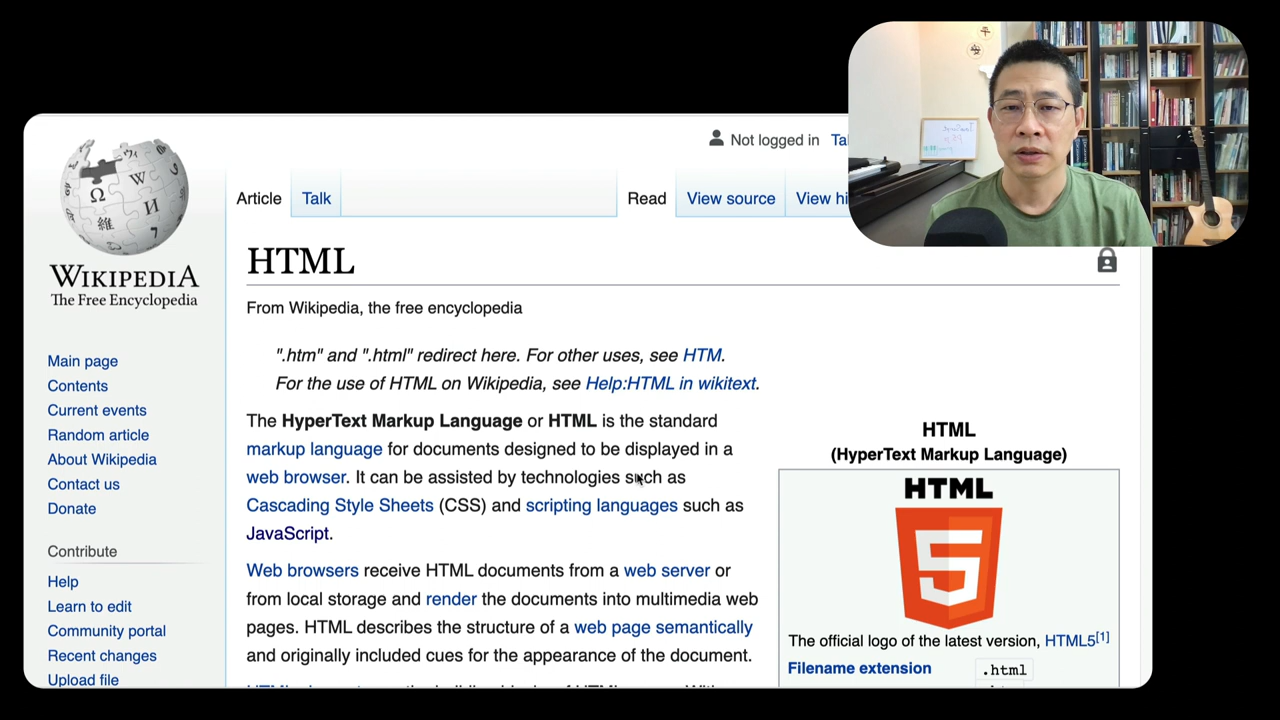 Not logged in
Article
Talk
Read
View source
HTML
From Wikipedia, the free encyclopedia
".htm" and ".html" redirect here. For other uses, see HTM.
For the use of HTML on Wikipedia, see Help:HTML in wikitext.
The HyperText Markup Language or HTML is the standard
markup language for documents designed to be displayed in a
web browser. It can be assisted by technologies such as
Cascading Style Sheets (CSS) and scripting languages such as
JavaScript.
Web browsers receive HTML documents from a web server or
from local storage and render the documents into multimedia web
pages. HTML describes the structure of a web page semantically
and originally included cues for the appearance of the document.
HTML
(HyperText Markup Language)
HTML
5
The official logo of the latest version, HTML5[1]
Filename extension
.html
WIKIPEDIA
The Free Encyclopedia
Main page
Contents
Current events
Random article
About Wikipedia
Contact us
Donate
Contribute
Help
Learn to edit
Community portal
Recent changes
Upload file
Ω
W
И
維